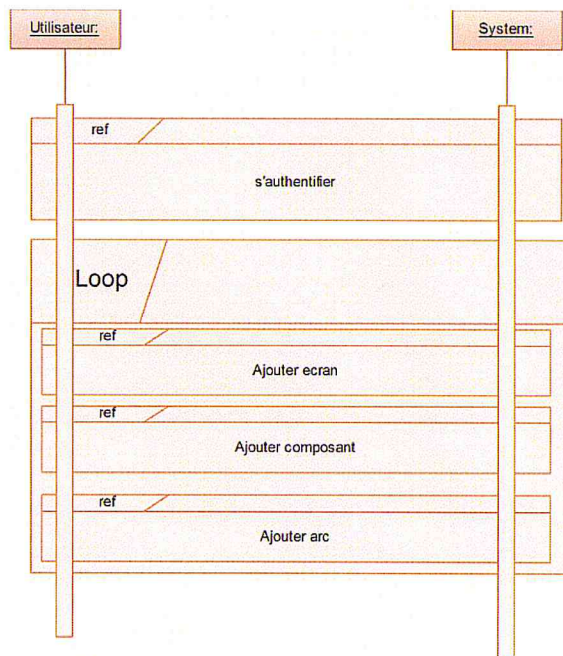 Utilisateur:
System:
ref
s'authentifier
Loop
ref
Ajouter ecran
ref
Ajouter composant
ref
Ajouter arc